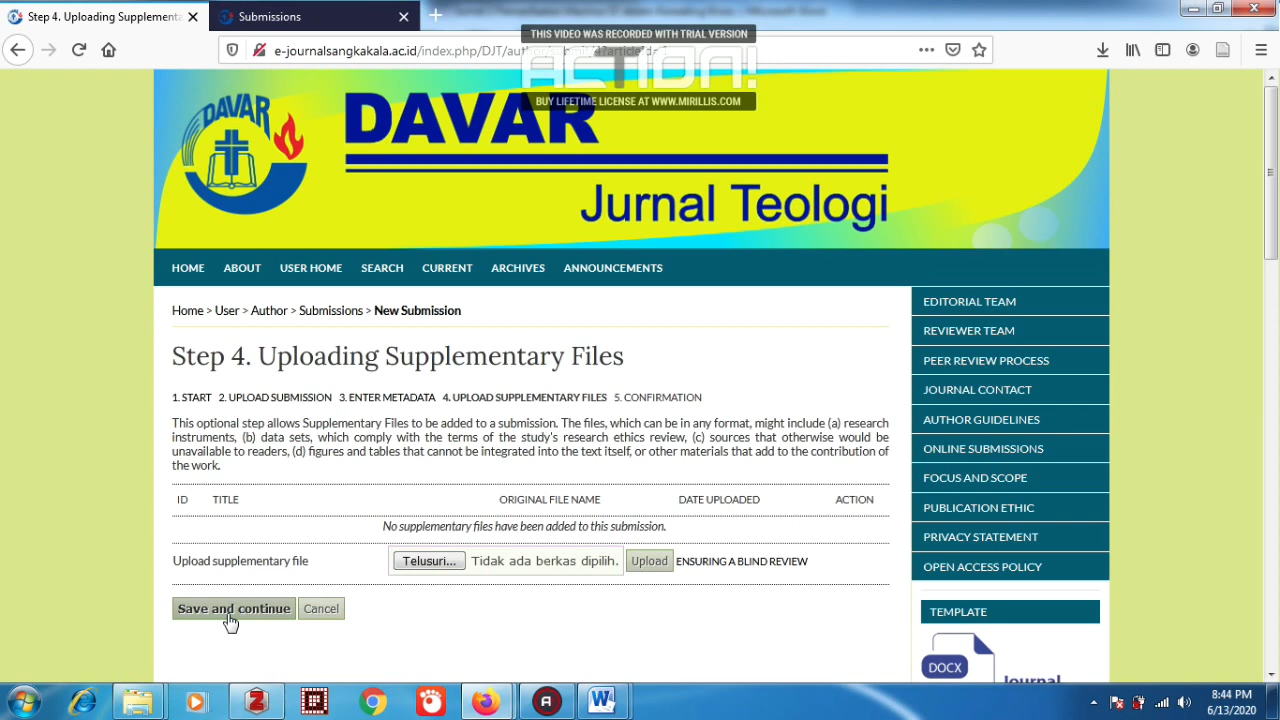 Step 4. Uploading Supplementa
Submissions
THIS VIDEO WAS RECORDED WITH TRIAL VERSION
ACTION!
BUY LIFETIME LICENSE AT WWW.MIRILLIS.COM
e-journalsangkakala.ac.id/index.php/DJT/author
DAVAR
DAVAR
Jurnal Teologi
HOME ABOUT USER HOME SEARCH CURRENT ARCHIVES ANNOUNCEMENTS
Home > User > Author > Submissions > New Submission
Step 4. Uploading Supplementary Files
1. START 2. UPLOAD SUBMISSION 3. ENTER METADATA 4. UPLOAD SUPPLEMENTARY FILES 5. CONFIRMATION
This optional step allows Supplementary Files to be added to a submission. The files, which can be in any format, might include (a) research
instruments, (b) data sets, which comply with the terms of the study's research ethics review, (c) sources that otherwise would be
unavailable to readers, (d) figures and tables that cannot be integrated into the text itself, or other materials that add to the contribution of
the work.
ID TITLE ORIGINAL FILE NAME DATE UPLOADED ACTION
No supplementary files have been added to this submission.
Upload supplementary file Telusuri... Tidak ada berkas dipilih. Upload ENSURING A BLIND REVIEW
Save and continue Cancel
EDITORIAL TEAM
REVIEWER TEAM
PEER REVIEW PROCESS
JOURNAL CONTACT
AUTHOR GUIDELINES
ONLINE SUBMISSIONS
FOCUS AND SCOPE
PUBLICATION ETHIC
PRIVACY STATEMENT
OPEN ACCESS POLICY
TEMPLATE
DOCX
Journal
8:44 PM
6/13/2020